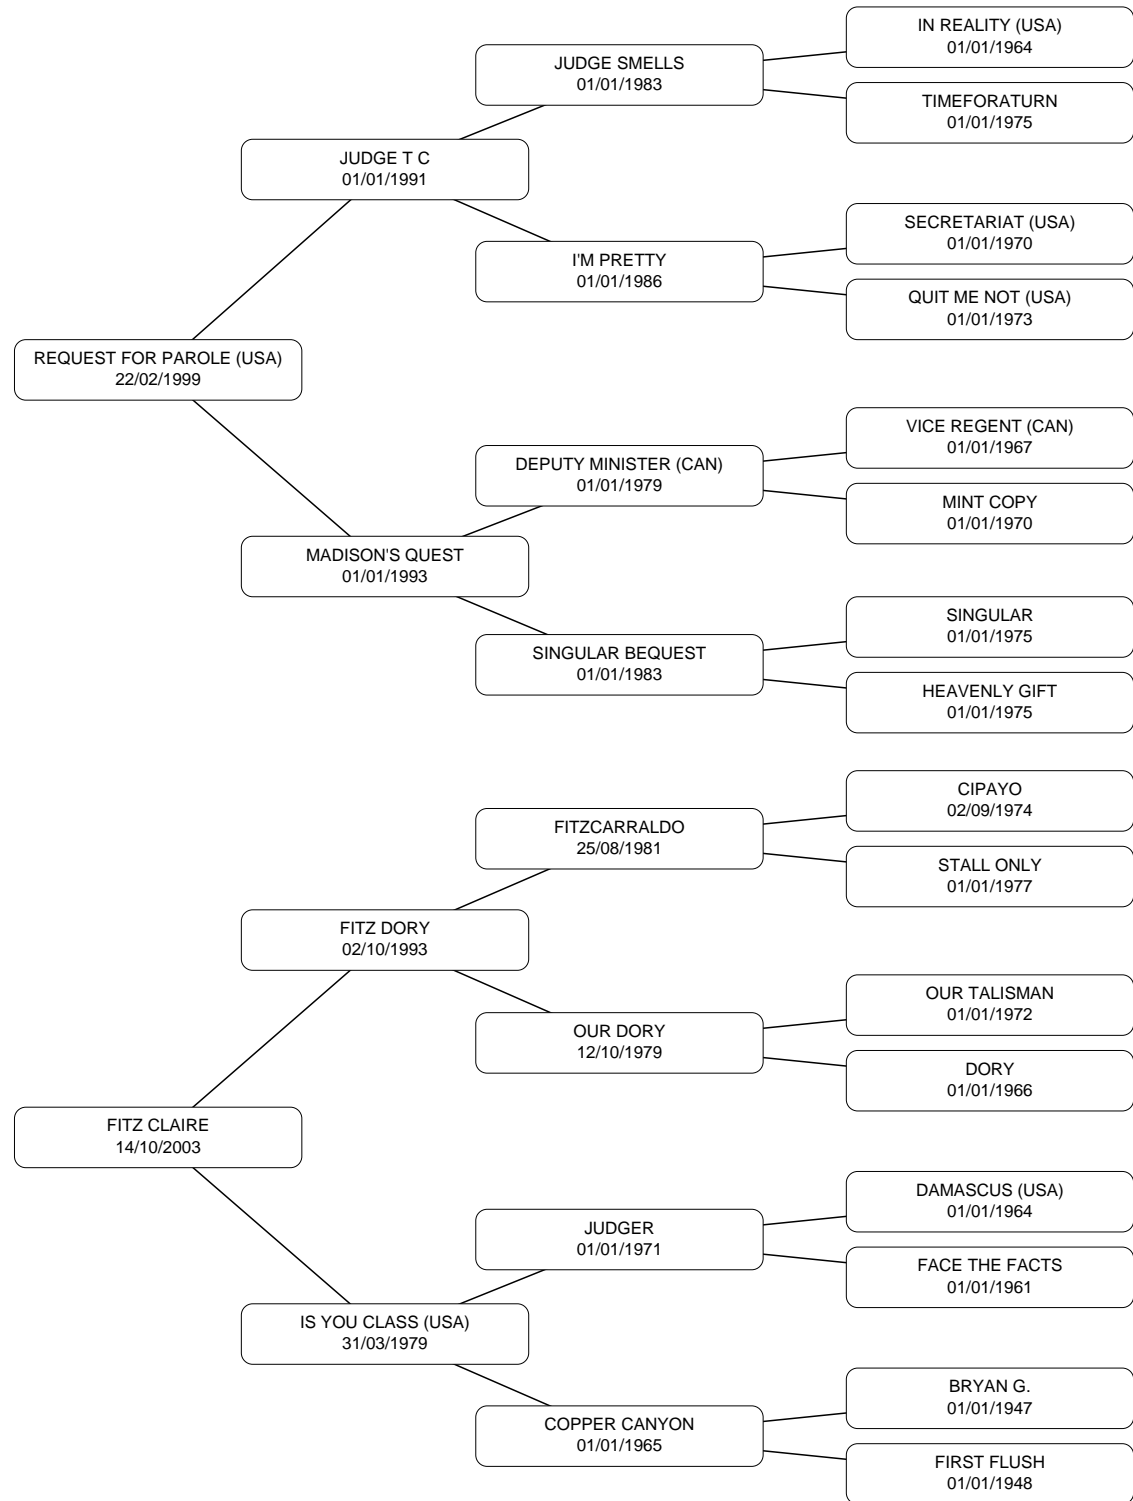 IN REALITY (USA)
01/01/1964
JUDGE SMELLS
01/01/1983
TIMEFORATURN
01/01/1975
JUDGE T C
01/01/1991
SECRETARIAT (USA)
01/01/1970
I'M PRETTY
01/01/1986
QUIT ME NOT (USA)
01/01/1973
REQUEST FOR PAROLE (USA)
22/02/1999
VICE REGENT (CAN)
01/01/1967
DEPUTY MINISTER (CAN)
01/01/1979
MINT COPY
01/01/1970
MADISON'S QUEST
01/01/1993
SINGULAR
01/01/1975
SINGULAR BEQUEST
01/01/1983
HEAVENLY GIFT
01/01/1975
CIPAYO
02/09/1974
FITZCARRALDO
25/08/1981
STALL ONLY
01/01/1977
FITZ DORY
02/10/1993
OUR TALISMAN
01/01/1972
OUR DORY
12/10/1979
DORY
01/01/1966
FITZ CLAIRE
14/10/2003
DAMASCUS (USA)
01/01/1964
JUDGER
01/01/1971
FACE THE FACTS
01/01/1961
IS YOU CLASS (USA)
31/03/1979
BRYAN G.
01/01/1947
COPPER CANYON
01/01/1965
FIRST FLUSH
01/01/1948